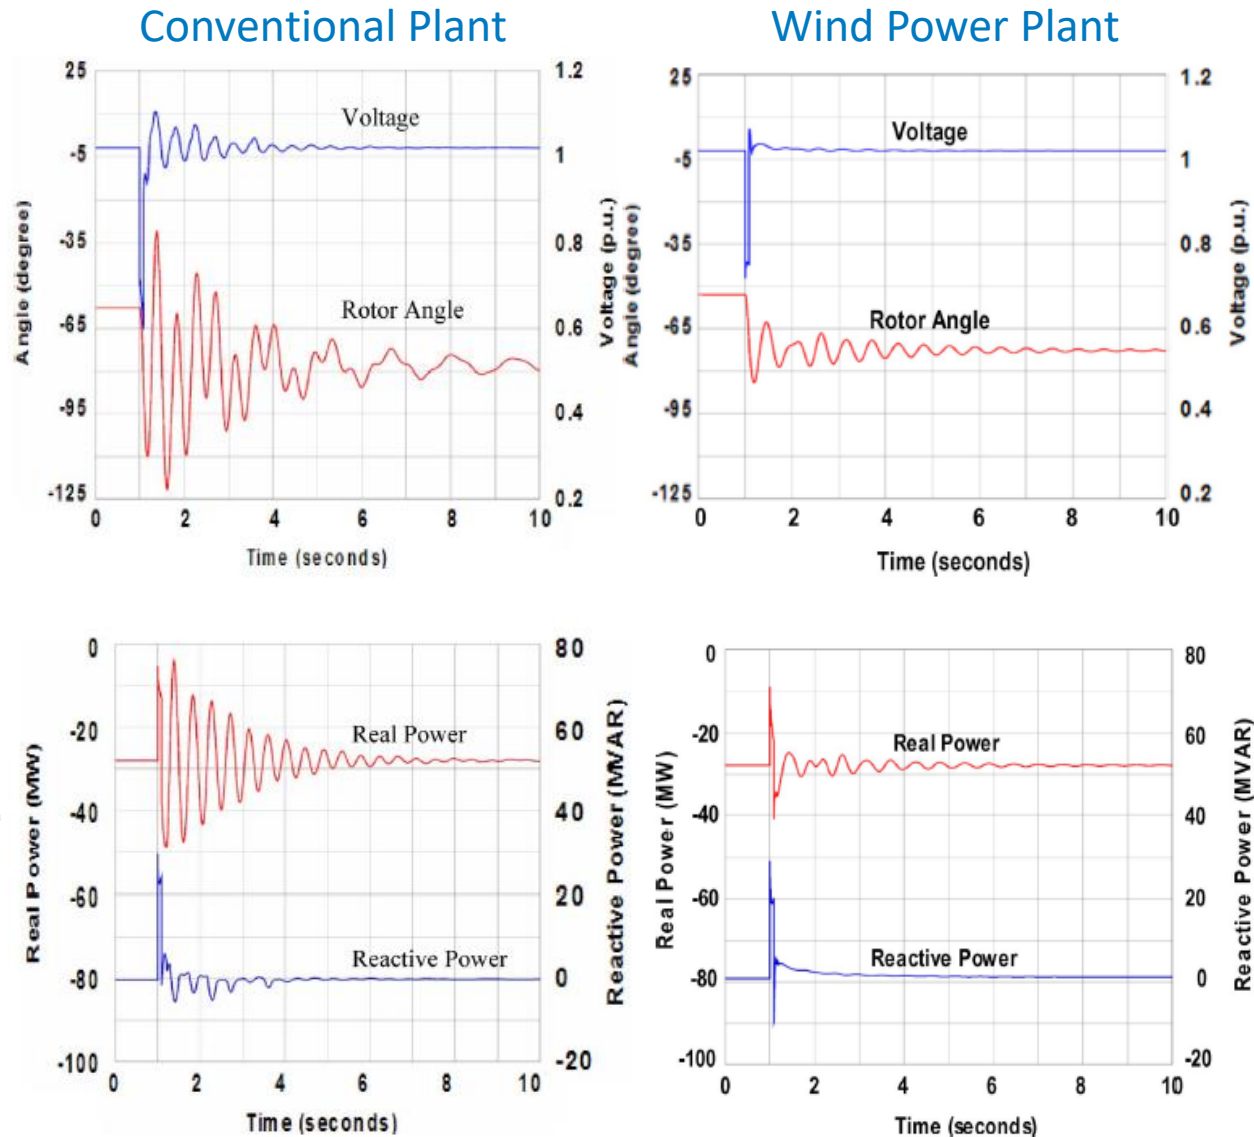 Conventional Plant
25
-5
-35
-65
-95
-125
Angle (degree)
Voltage
Rotor Angle
1.2
1
0.8
0.6
0.4
0.2
Voltage (p.u.)
0 2 4 6 8 10
Time (seconds)
Wind Power Plant
25
-5
-35
-65
-95
-125
Angle (degree)
Voltage
Rotor Angle
1.2
1
0.8
0.6
0.4
0.2
Voltage (p.u.)
0 2 4 6 8 10
Time (seconds)
0
-20
-40
-60
-80
-100
Real Power (MW)
Real Power
Reactive Power
80
60
40
20
0
-20
Reactive Power (MVAR)
0 2 4 6 8 10
Time (seconds)
0
-20
-40
-60
-80
-100
Real Power (MW)
Real Power
Reactive Power
80
60
40
20
0
-20
Reactive Power (MVAR)
0 2 4 6 8 10
Time (seconds)